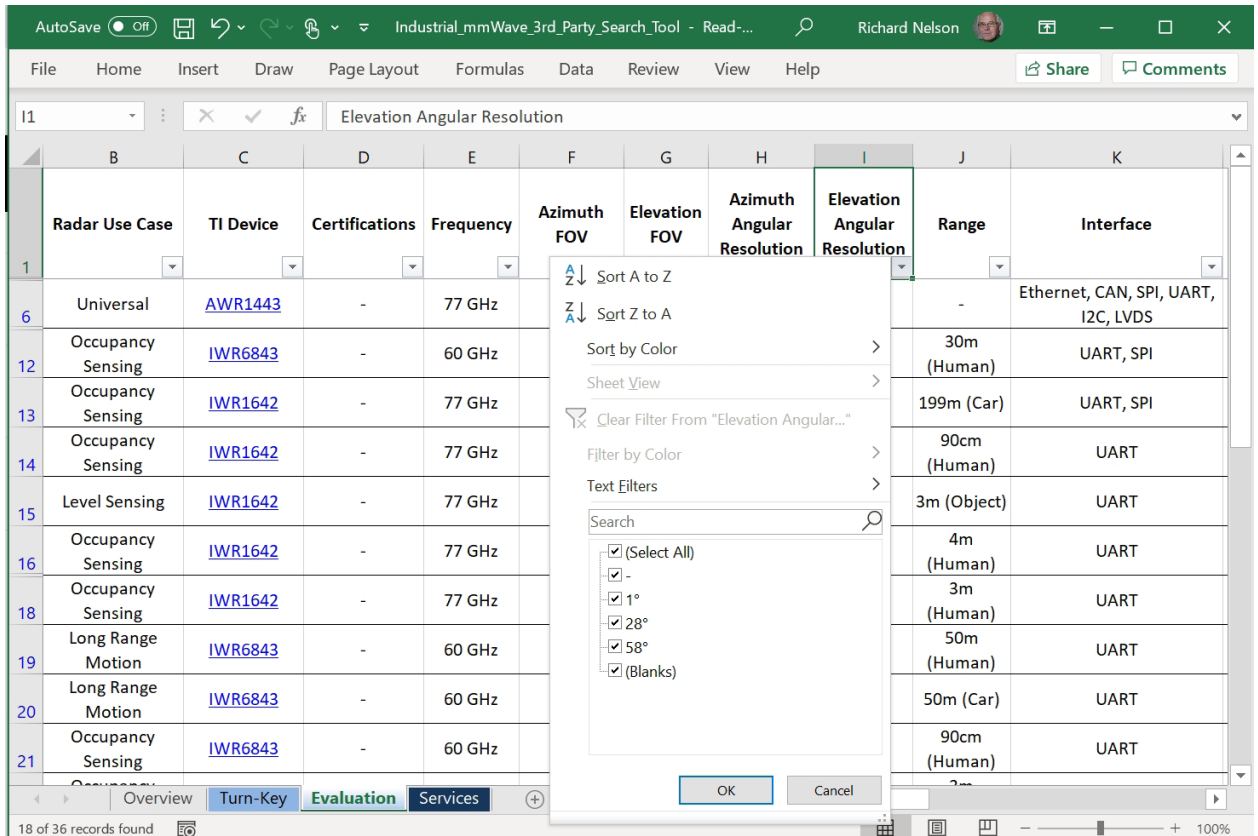 AutoSave Off Industrial_mmWave_3rd_Party_Search_Tool - Read-... Richard Nelson
File Home Insert Draw Page Layout Formulas Data Review View Help Share Comments
I1 fx Elevation Angular Resolution
B C D E F G H I J K
1 Radar Use Case TI Device Certifications Frequency Azimuth FOV Elevation FOV Azimuth Angular Resolution Elevation Angular Resolution Range Interface
6 Universal AWR1443 - 77 GHz - Ethernet, CAN, SPI, UART, I2C, LVDS
12 Occupancy Sensing IWR6843 - 60 GHz 30m (Human) UART, SPI
13 Occupancy Sensing IWR1642 - 77 GHz 199m (Car) UART, SPI
14 Occupancy Sensing IWR1642 - 77 GHz 90cm (Human) UART
15 Level Sensing IWR1642 - 77 GHz 3m (Object) UART
16 Occupancy Sensing IWR1642 - 77 GHz 4m (Human) UART
18 Occupancy Sensing IWR1642 - 77 GHz 3m (Human) UART
19 Long Range Motion IWR6843 - 60 GHz 50m (Human) UART
20 Long Range Motion IWR6843 - 60 GHz 50m (Car) UART
21 Occupancy Sensing IWR6843 - 60 GHz 90cm (Human) UART
Sort A to Z
Sort Z to A
Sort by Color
Sheet View
Clear Filter From "Elevation Angular..."
Filter by Color
Text Filters
Search
(Select All)
-
1°
28°
58°
(Blanks)
OK Cancel
Overview Turn-Key Evaluation Services
18 of 36 records found 100%